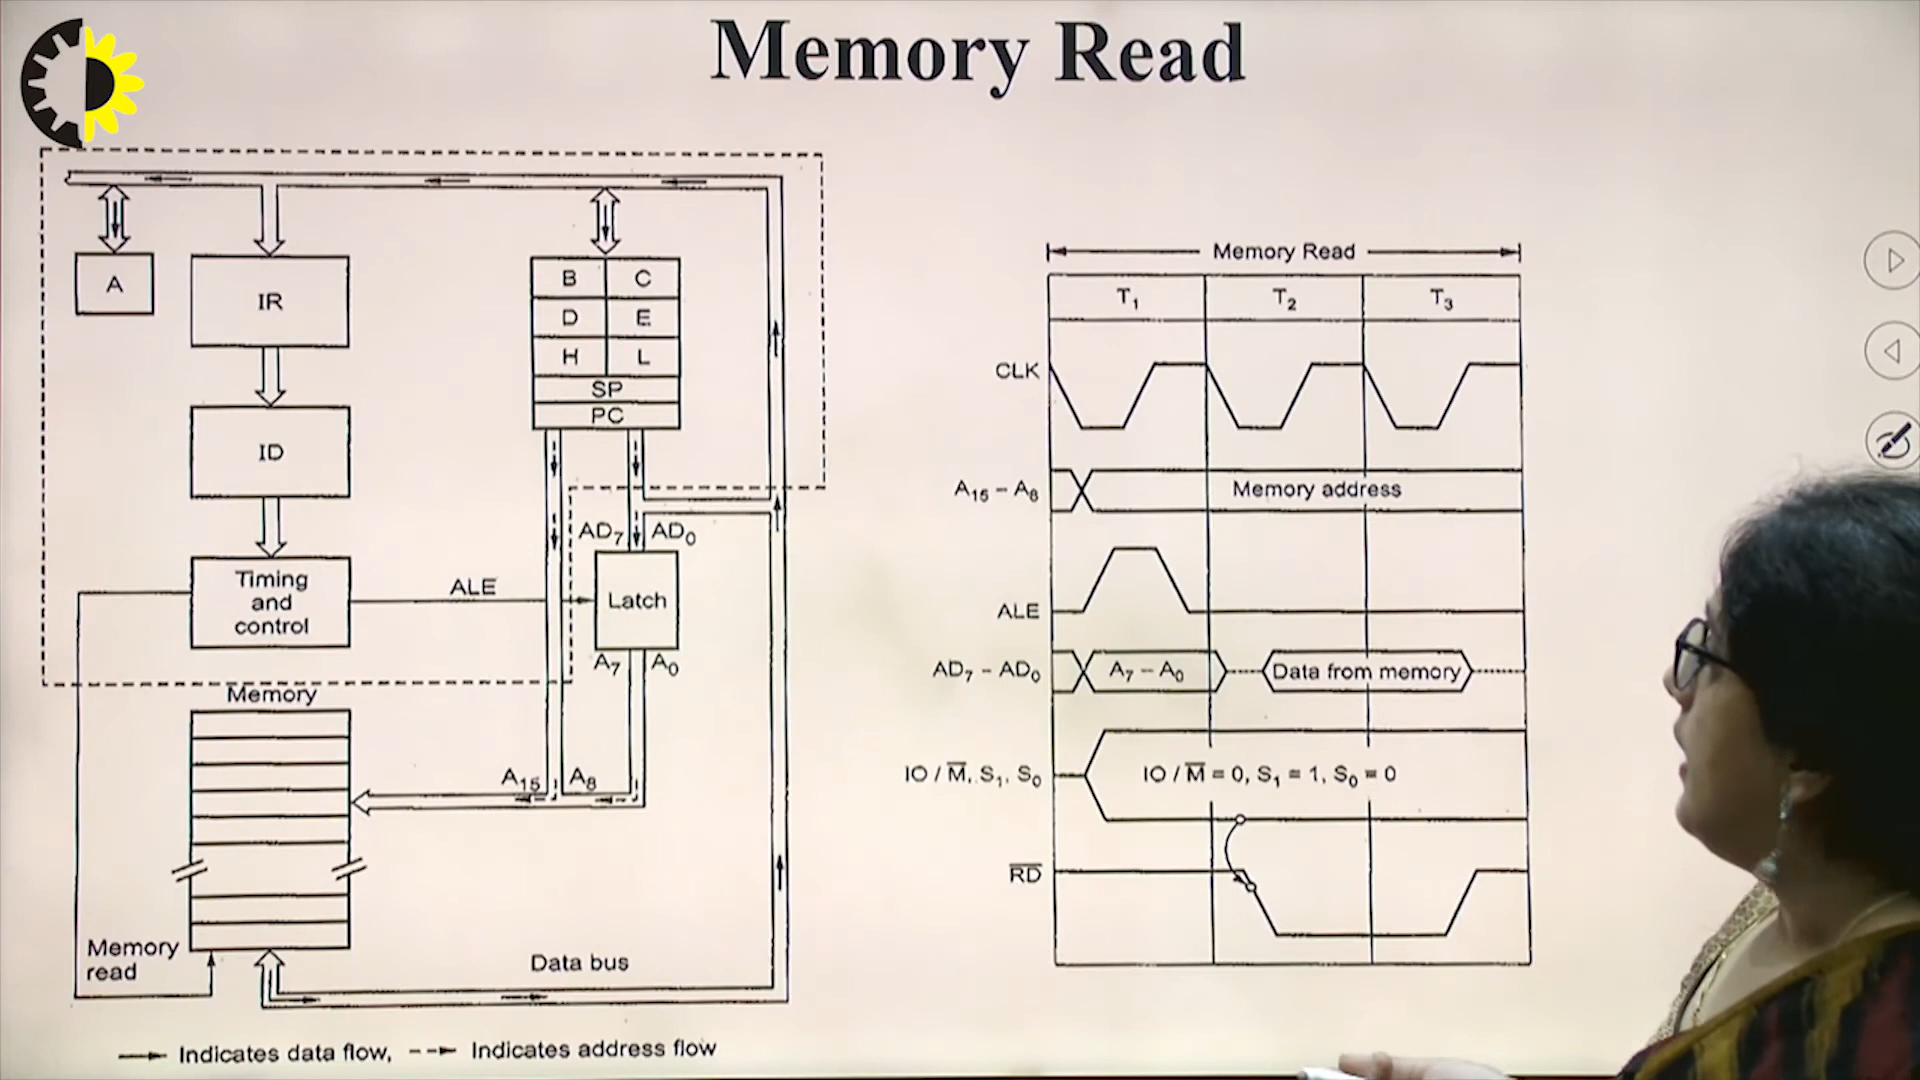 Memory Read
A
IR
ID
Timing
and
control
B C
D E
H L
SP
PC
ALE
AD₇ AD₀
Latch
A₇ A₀
Memory
A₁₅ A₈
Memory
read
Data bus
Indicates data flow, Indicates address flow
Memory Read
T₁ T₂ T₃
CLK
A₁₅ – A₈ Memory address
ALE
AD₇ – AD₀ A₇ – A₀ Data from memory
IO / M̅, S₁, S₀ IO / M̅ = 0, S₁ = 1, S₀ = 0
R̅D̅